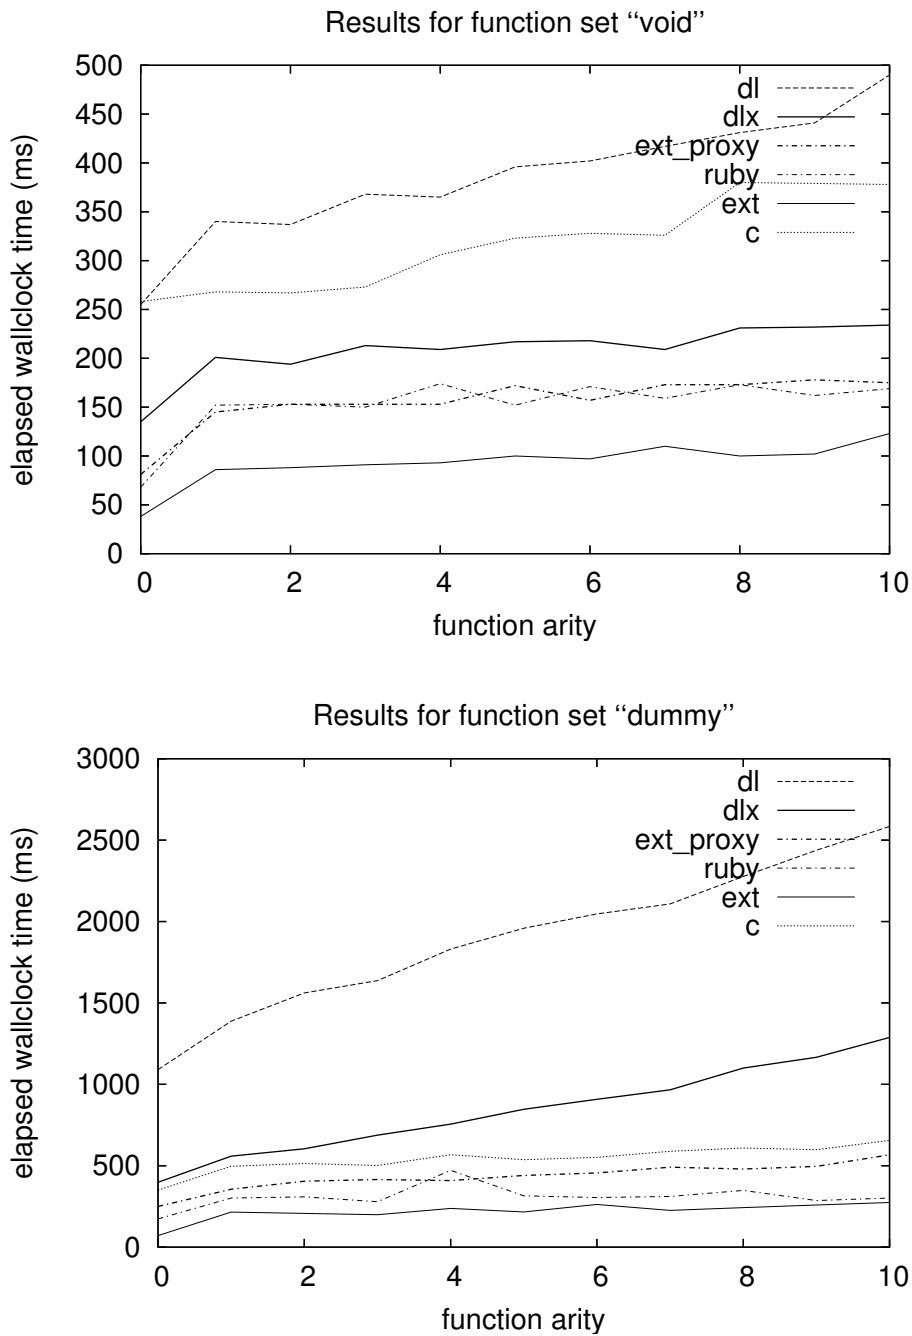 Results for function set “void”
500
450
400
350
300
250
200
150
100
50
0
elapsed wallclock time (ms)
dl
dlx
ext_proxy
ruby
ext
c
0 2 4 6 8 10
function arity
Results for function set “dummy”
3000
2500
2000
1500
1000
500
0
elapsed wallclock time (ms)
dl
dlx
ext_proxy
ruby
ext
c
0 2 4 6 8 10
function arity